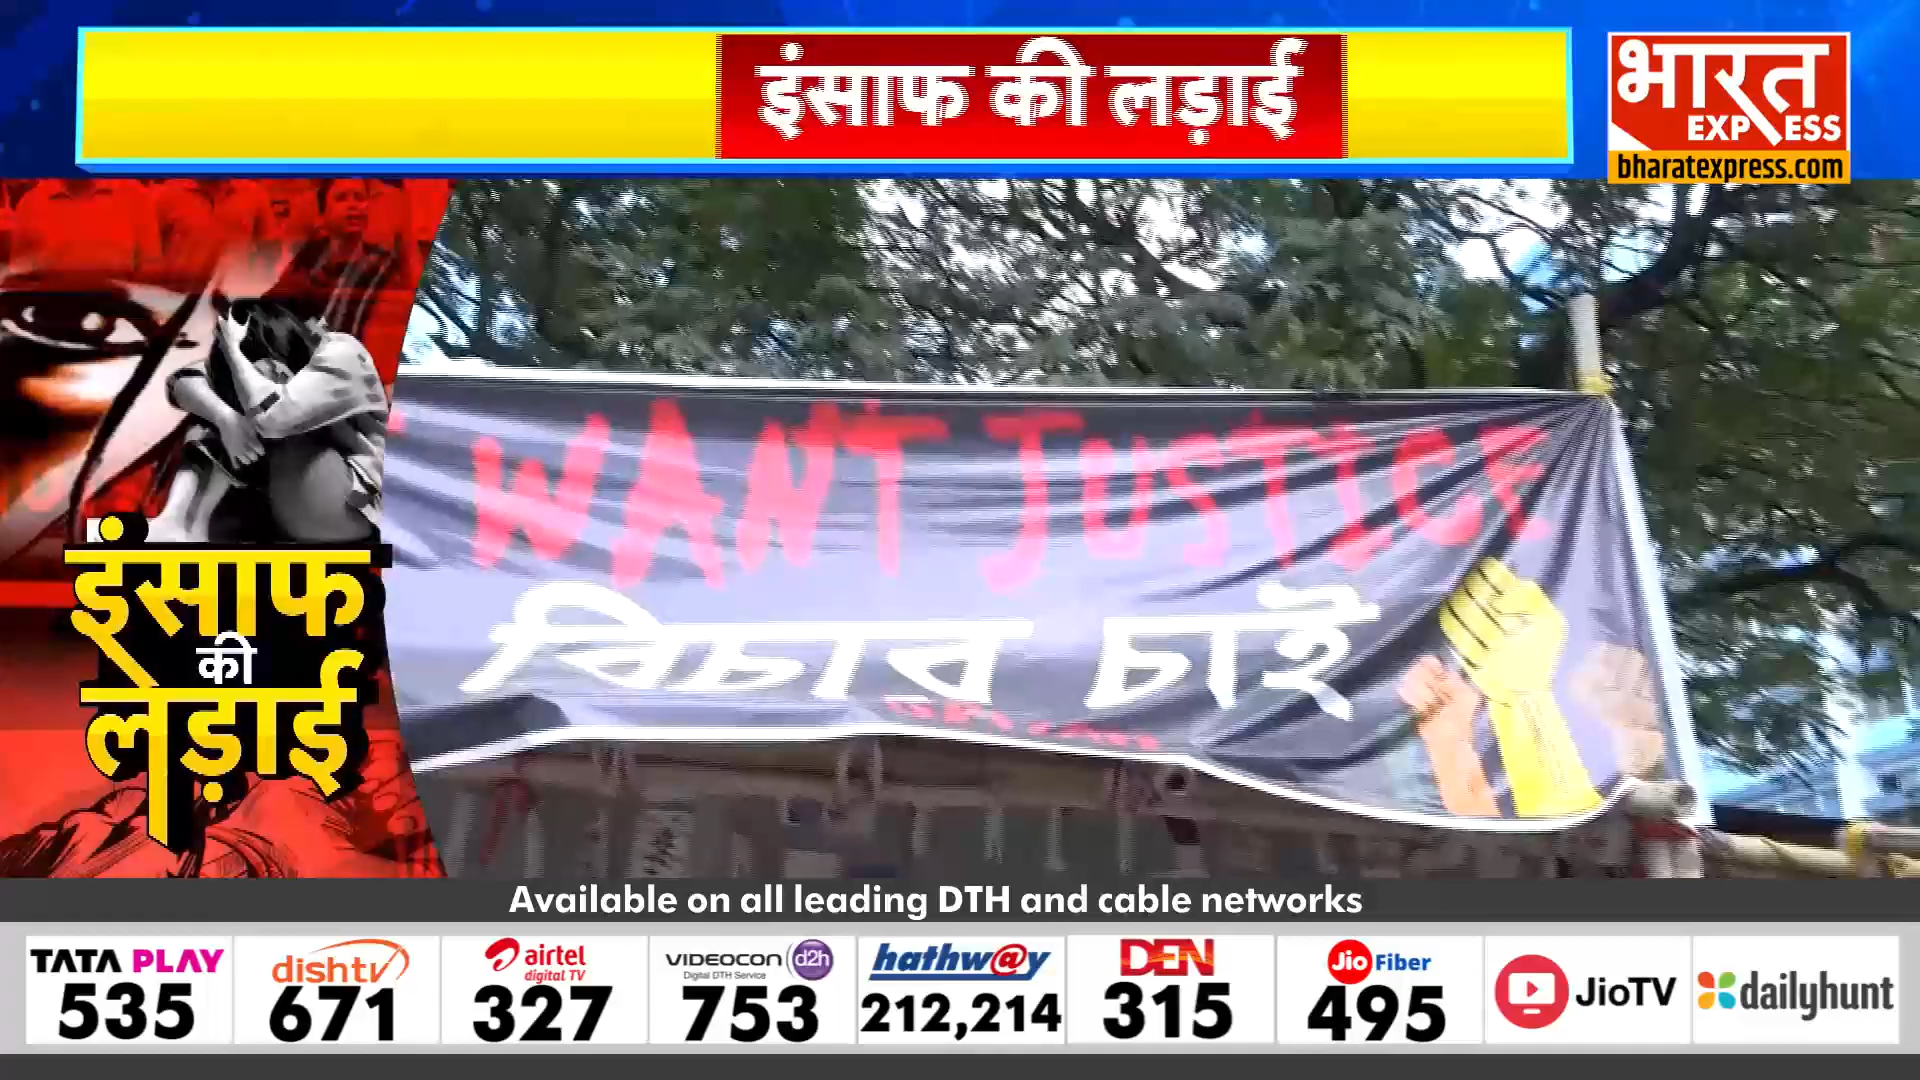 इंसाफ की लड़ाई
भारत
EXPRESS
bharatexpress.com
WANT JUSTICE
বিচার চাই
इंसाफ
की
लड़ाई
Available on all leading DTH and cable networks
TATA PLAY
535
dishtv
671
airtel
digital TV
327
VIDEOCON d2h
Digital DTH Service
753
hathw@y
212,214
DEN
315
Jio Fiber
495
JioTV
dailyhunt